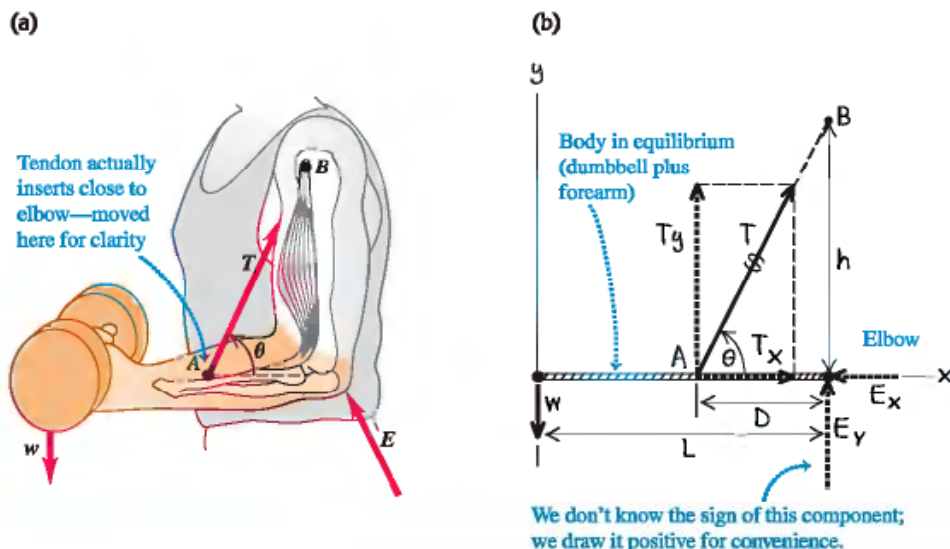 (a)
Tendon actually
inserts close to
elbow—moved
here for clarity
B
T
θ
A
w
E
(b)
y
B
Body in equilibrium
(dumbbell plus
forearm)
Ty
T
h
Elbow
A
θ
Tx
x
w
D
Ex
L
Ey
We don't know the sign of this component;
we draw it positive for convenience.